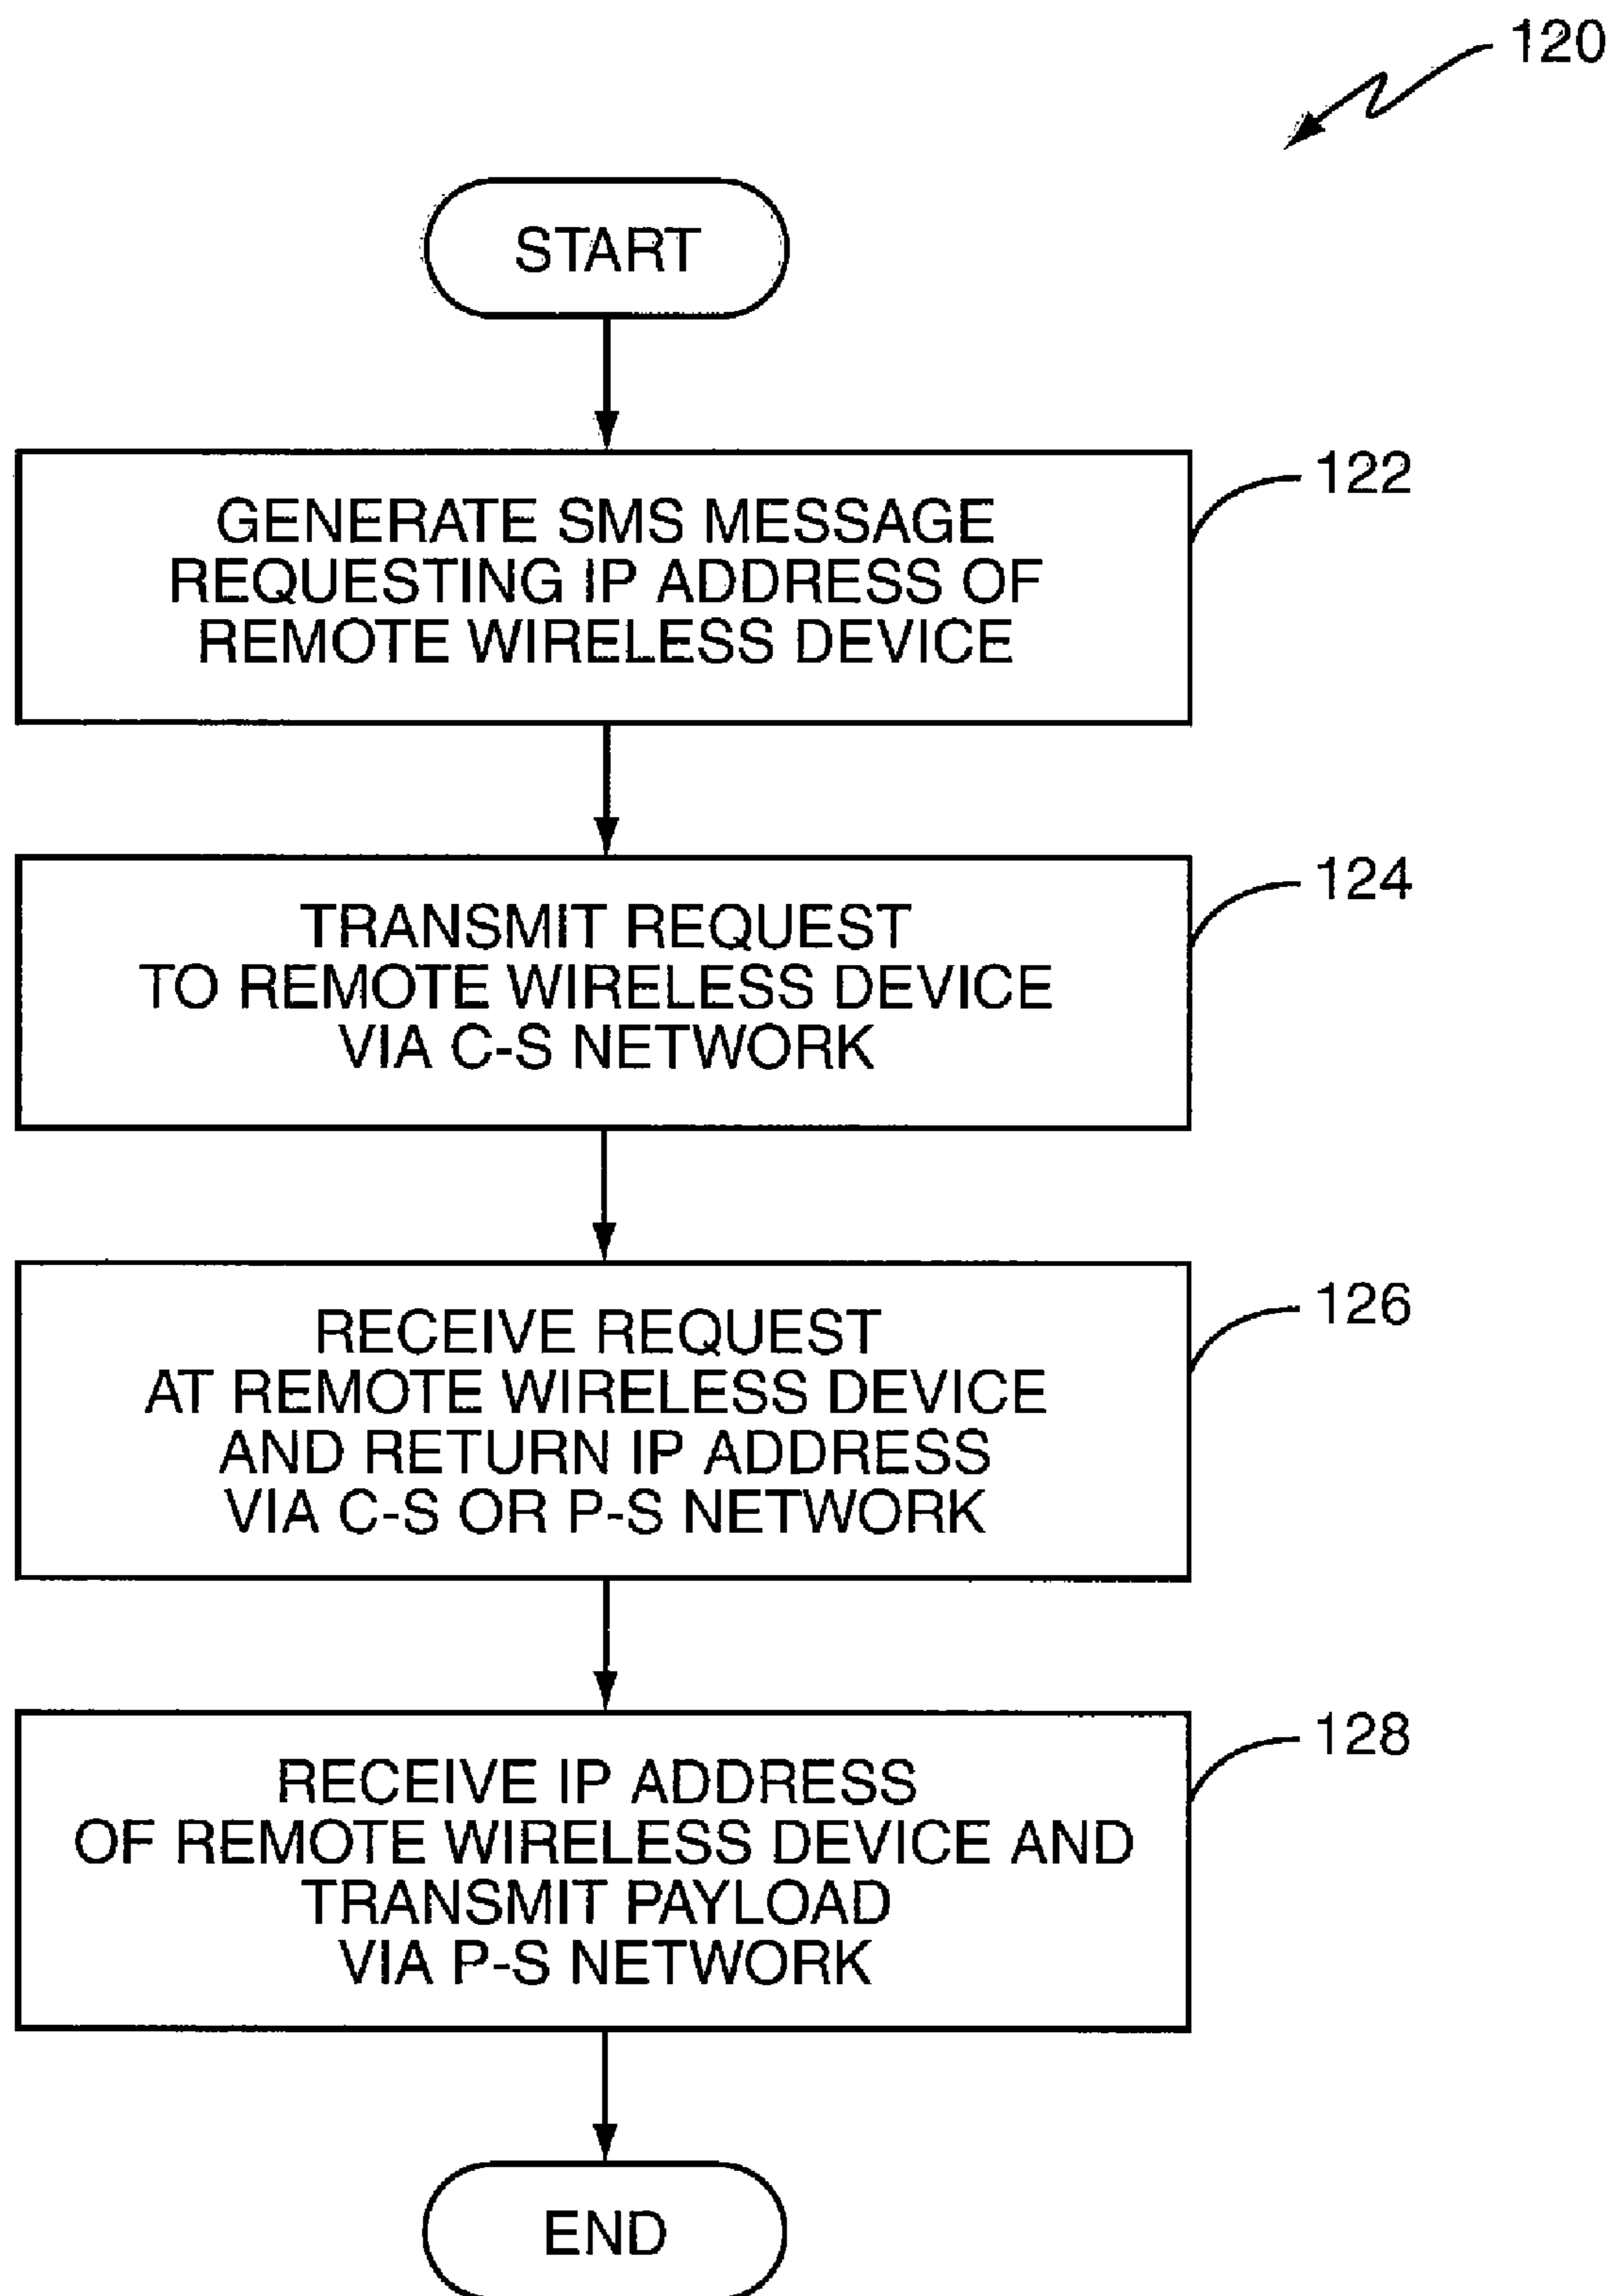 120
START
GENERATE SMS MESSAGE
REQUESTING IP ADDRESS OF
REMOTE WIRELESS DEVICE
122
TRANSMIT REQUEST
TO REMOTE WIRELESS DEVICE
VIA C-S NETWORK
124
RECEIVE REQUEST
AT REMOTE WIRELESS DEVICE
AND RETURN IP ADDRESS
VIA C-S OR P-S NETWORK
126
RECEIVE IP ADDRESS
OF REMOTE WIRELESS DEVICE AND
TRANSMIT PAYLOAD
VIA P-S NETWORK
128
END